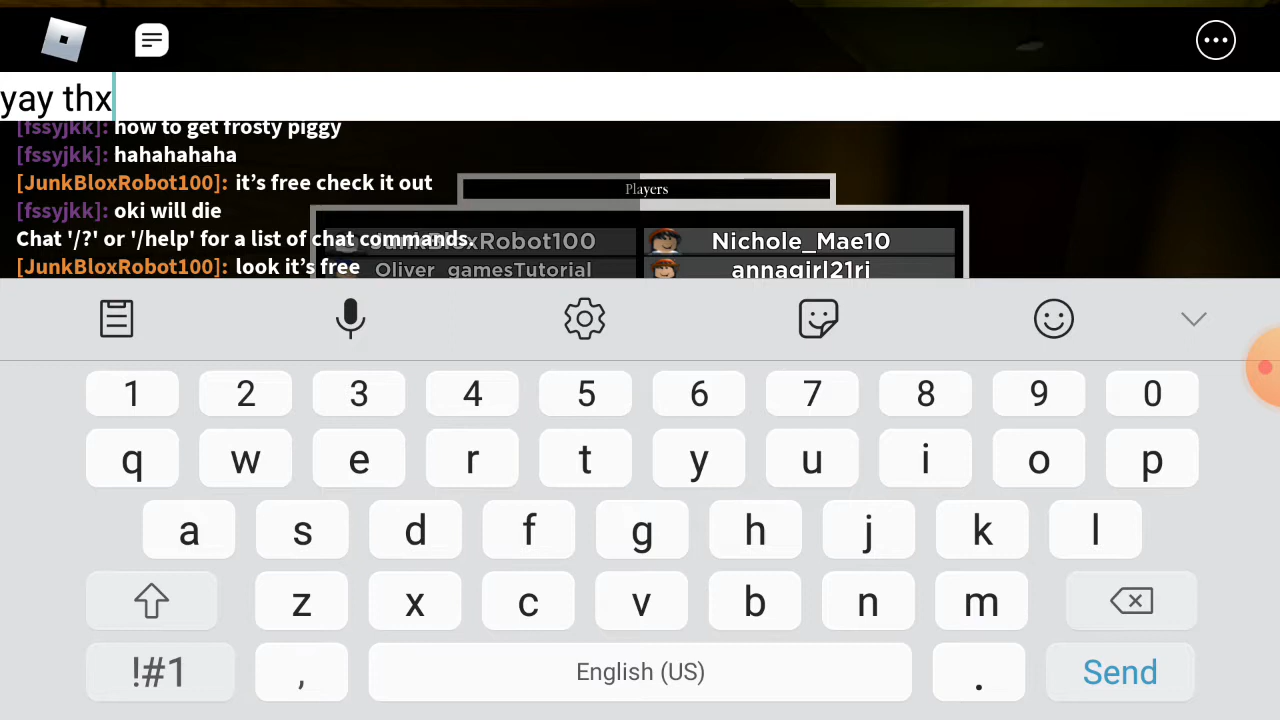 yay thx
[fssyjkk]: how to get frosty piggy
[fssyjkk]: hahahahaha
[JunkBloxRobot100]: it’s free check it out
Players
[fssyjkk]: oki will die
Chat '/?' or '/help' for a list of chat commands.
JunkBloxRobot100
Nichole_Mae10
[JunkBloxRobot100]: look it’s free
Oliver_gamesTutorial
annagirl21ri
1 2 3 4 5 6 7 8 9 0
q w e r t y u i o p
a s d f g h j k l
z x c v b n m
!#1 , English (US) . Send